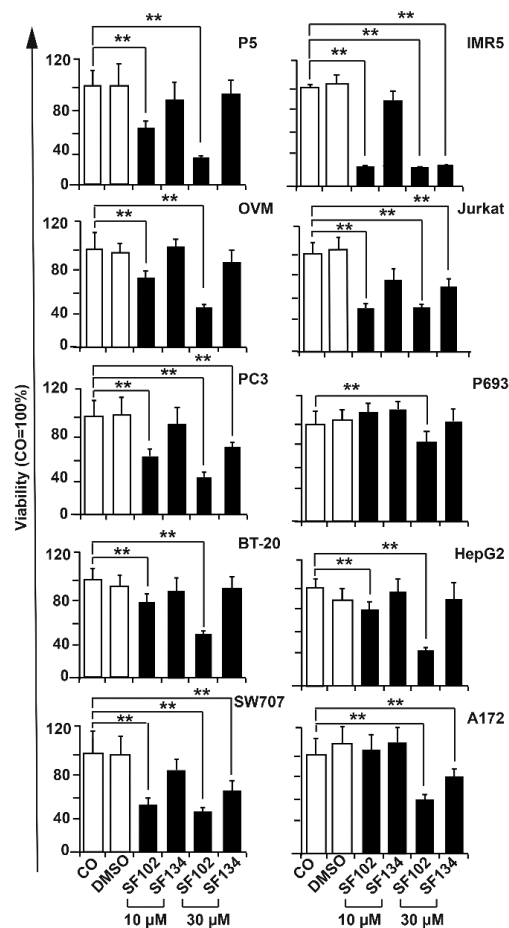 Viability (CO=100%)
** ** P5
120 80 40 0
** ** ** IMR5
** ** OVM
120 80 40 0
** ** ** Jurkat
** ** ** PC3
120 80 40 0
** P693
** ** BT-20
120 80 40 0
** ** HepG2
** ** ** SW707
120 80 40 0
** ** A172
CO DMSO SF102 SF134 SF102 SF134
10 µM 30 µM
CO DMSO SF102 SF134 SF102 SF134
10 µM 30 µM